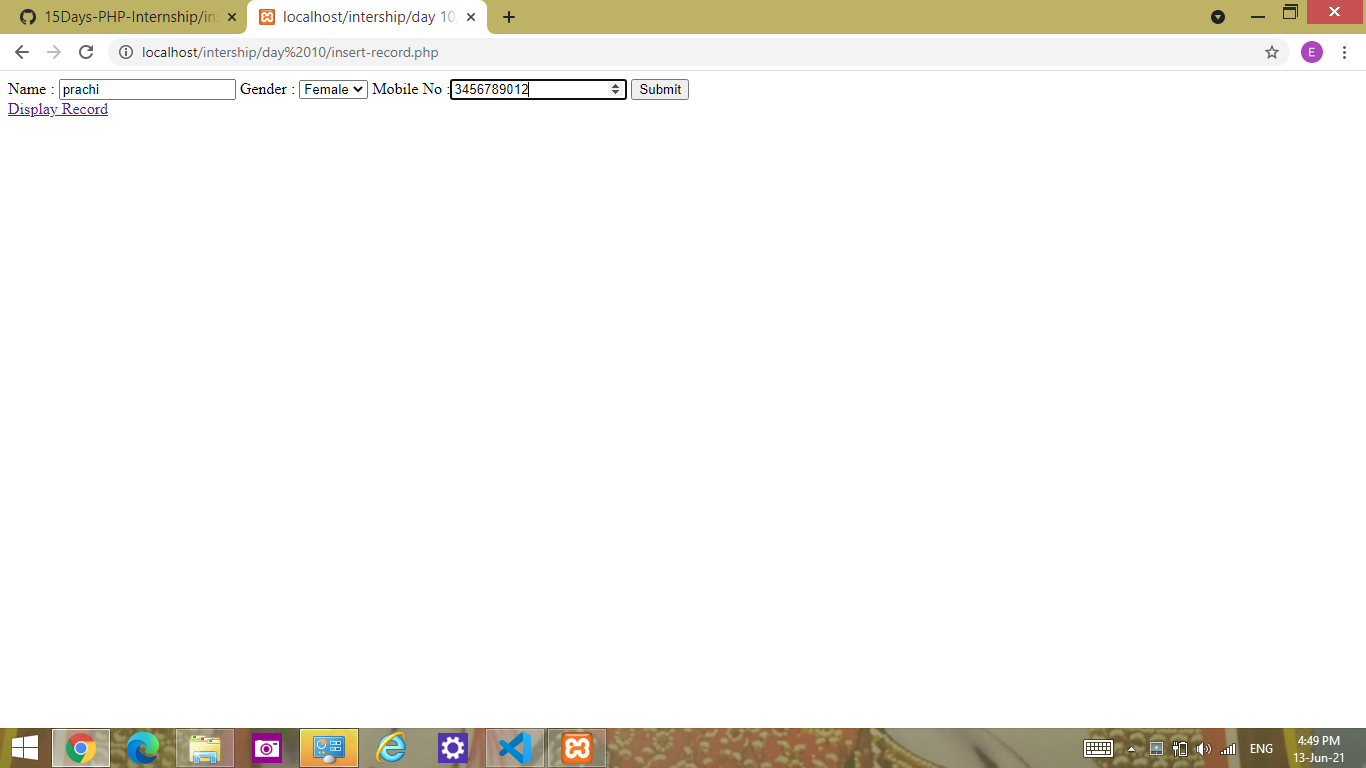 15Days-PHP-Internship/in
localhost/intership/day 10
E
localhost/intership/day%2010/insert-record.php
Name : prachi Gender : Female Mobile No : 3456789012 Submit
Display Record
ENG
4:49 PM
13-Jun-21